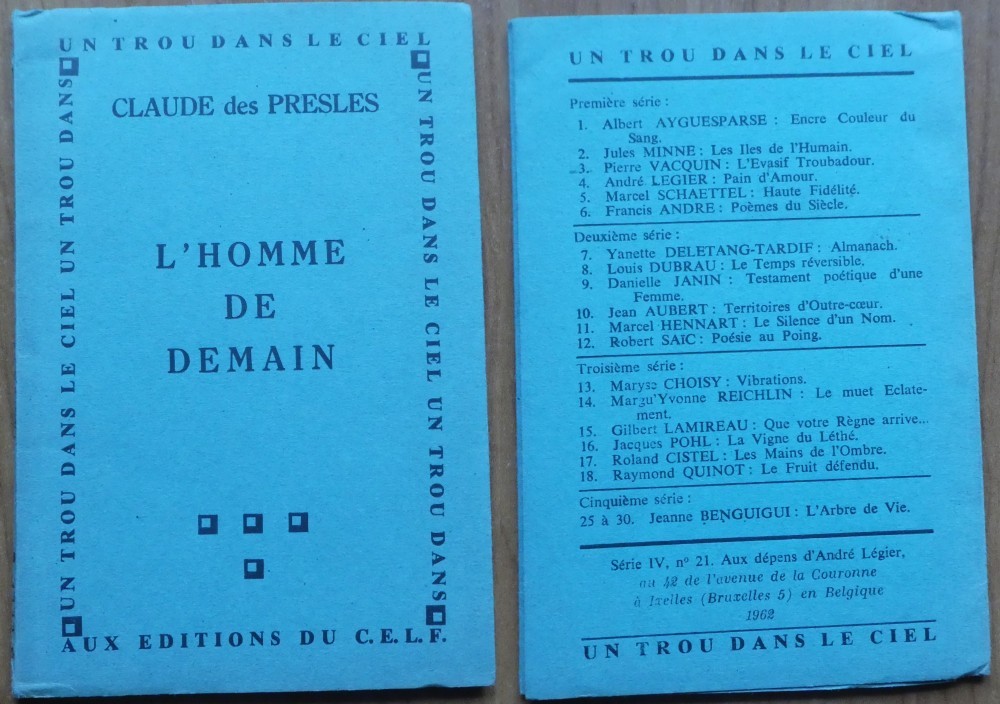 UN TROU DANS LE CIEL
CLAUDE des PRESLES
L'HOMME
DE
DEMAIN
UN TROU DANS LE CIEL UN TROU DANS
UN TROU DANS LE CIEL UN TROU DANS
AUX EDITIONS DU C.E.L.F.
UN TROU DANS LE CIEL
Première série :
1. Albert AYGUESPARSE : Encre Couleur du
Sang.
2. Jules MINNE : Les Iles de l'Humain.
3. Pierre VACQUIN : L'Evasif Troubadour.
4. André LEGIER : Pain d'Amour.
5. Marcel SCHAETTEL : Haute Fidélité.
6. Francis ANDRE : Poèmes du Siècle.
Deuxième série :
7. Yanette DELETANG-TARDIF : Almanach.
8. Louis DUBRAU : Le Temps réversible.
9. Danielle JANIN : Testament poétique d'une
Femme.
10. Jean AUBERT : Territoires d'Outre-cœur.
11. Marcel HENNART : Le Silence d'un Nom.
12. Robert SAÏC : Poésie au Poing.
Troisième série :
13. Maryse CHOISY : Vibrations.
14. Margu'Yvonne REICHLIN : Le muet Eclate-
ment.
15. Gilbert LAMIREAU : Que votre Règne arrive...
16. Jacques POHL : La Vigne du Léthé.
17. Roland CISTEL : Les Mains de l'Ombre.
18. Raymond QUINOT : Le Fruit défendu.
Cinquième série :
25 à 30. Jeanne BENGUIGUI : L'Arbre de Vie.
Série IV, n° 21. Aux dépens d'André Légier,
au 42 de l'avenue de la Couronne
à Ixelles (Bruxelles 5) en Belgique
1962
UN TROU DANS LE CIEL